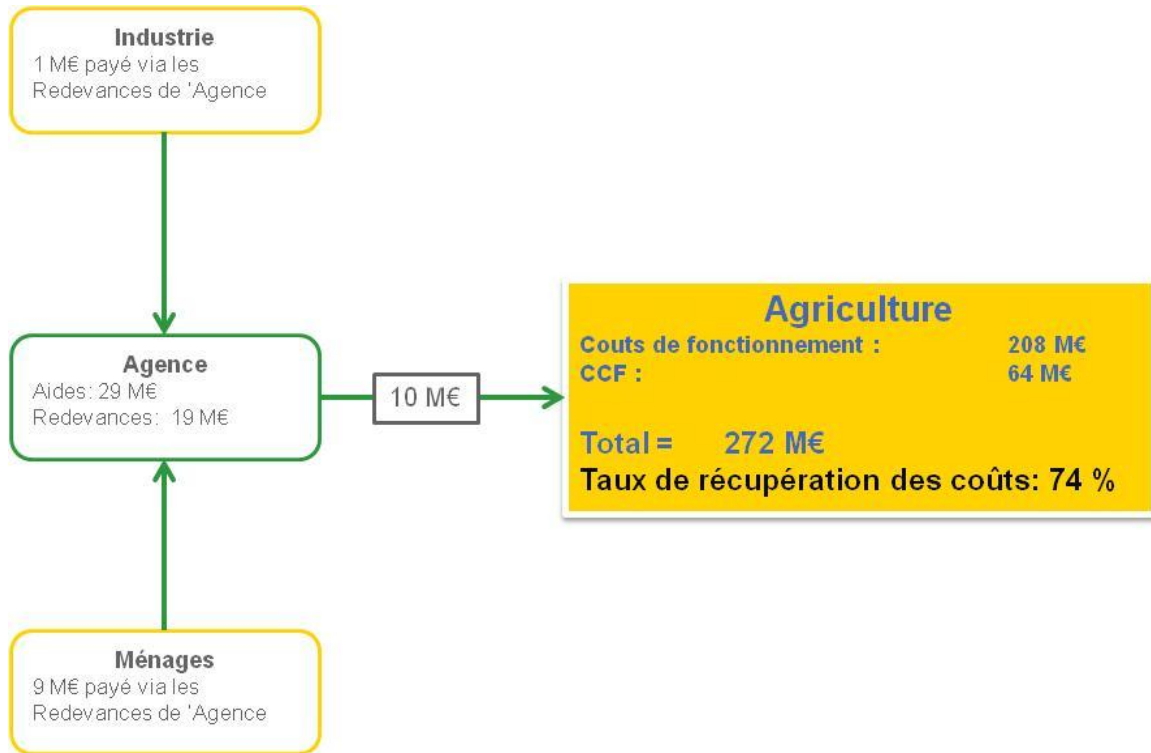 Industrie
1 M€ payé via les
Redevances de 'Agence
Agence
Aides: 29 M€
Redevances: 19 M€
10 M€
Agriculture
Couts de fonctionnement : 208 M€
CCF : 64 M€
Total = 272 M€
Taux de récupération des coûts: 74 %
Ménages
9 M€ payé via les
Redevances de 'Agence